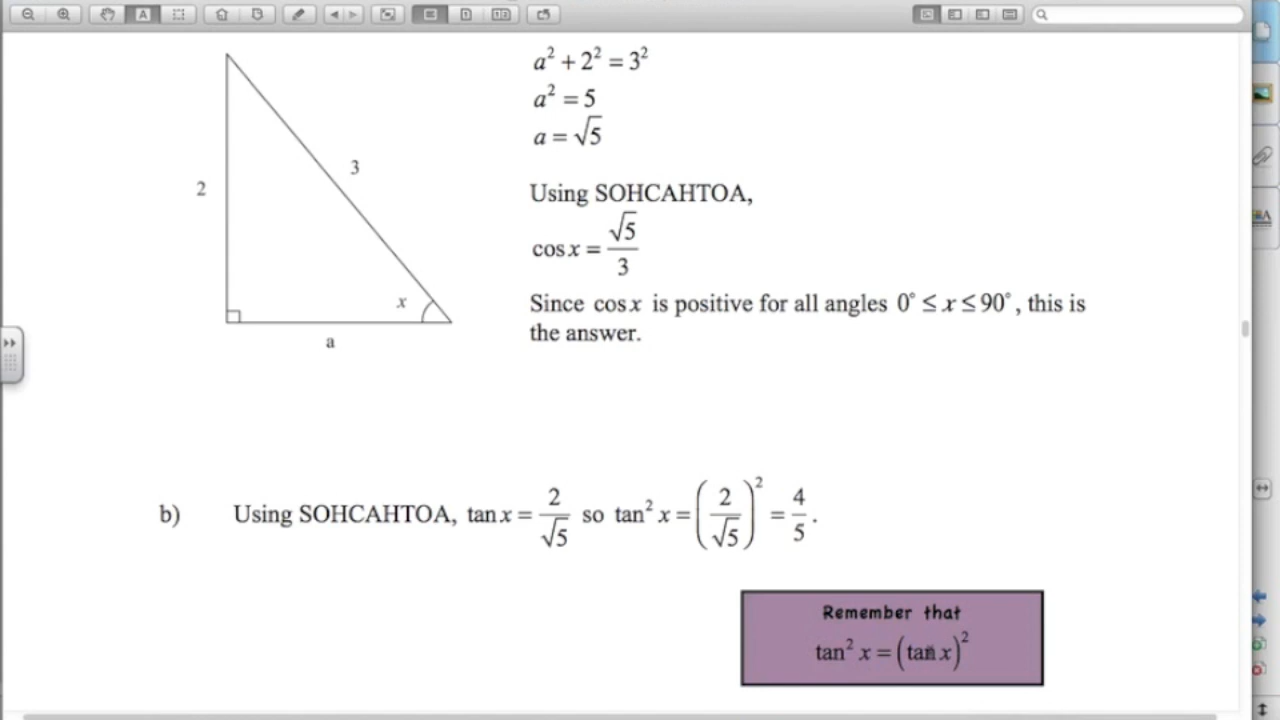 a² + 2² = 3²
a² = 5
a = √5
3
2
Using SOHCAHTOA,
cos x = √5/3
x
Since cos x is positive for all angles 0° ≤ x ≤ 90°, this is
the answer.
a
b) Using SOHCAHTOA, tan x = 2/√5 so tan² x = (2/√5)² = 4/5.
Remember that
tan² x = (tan x)²